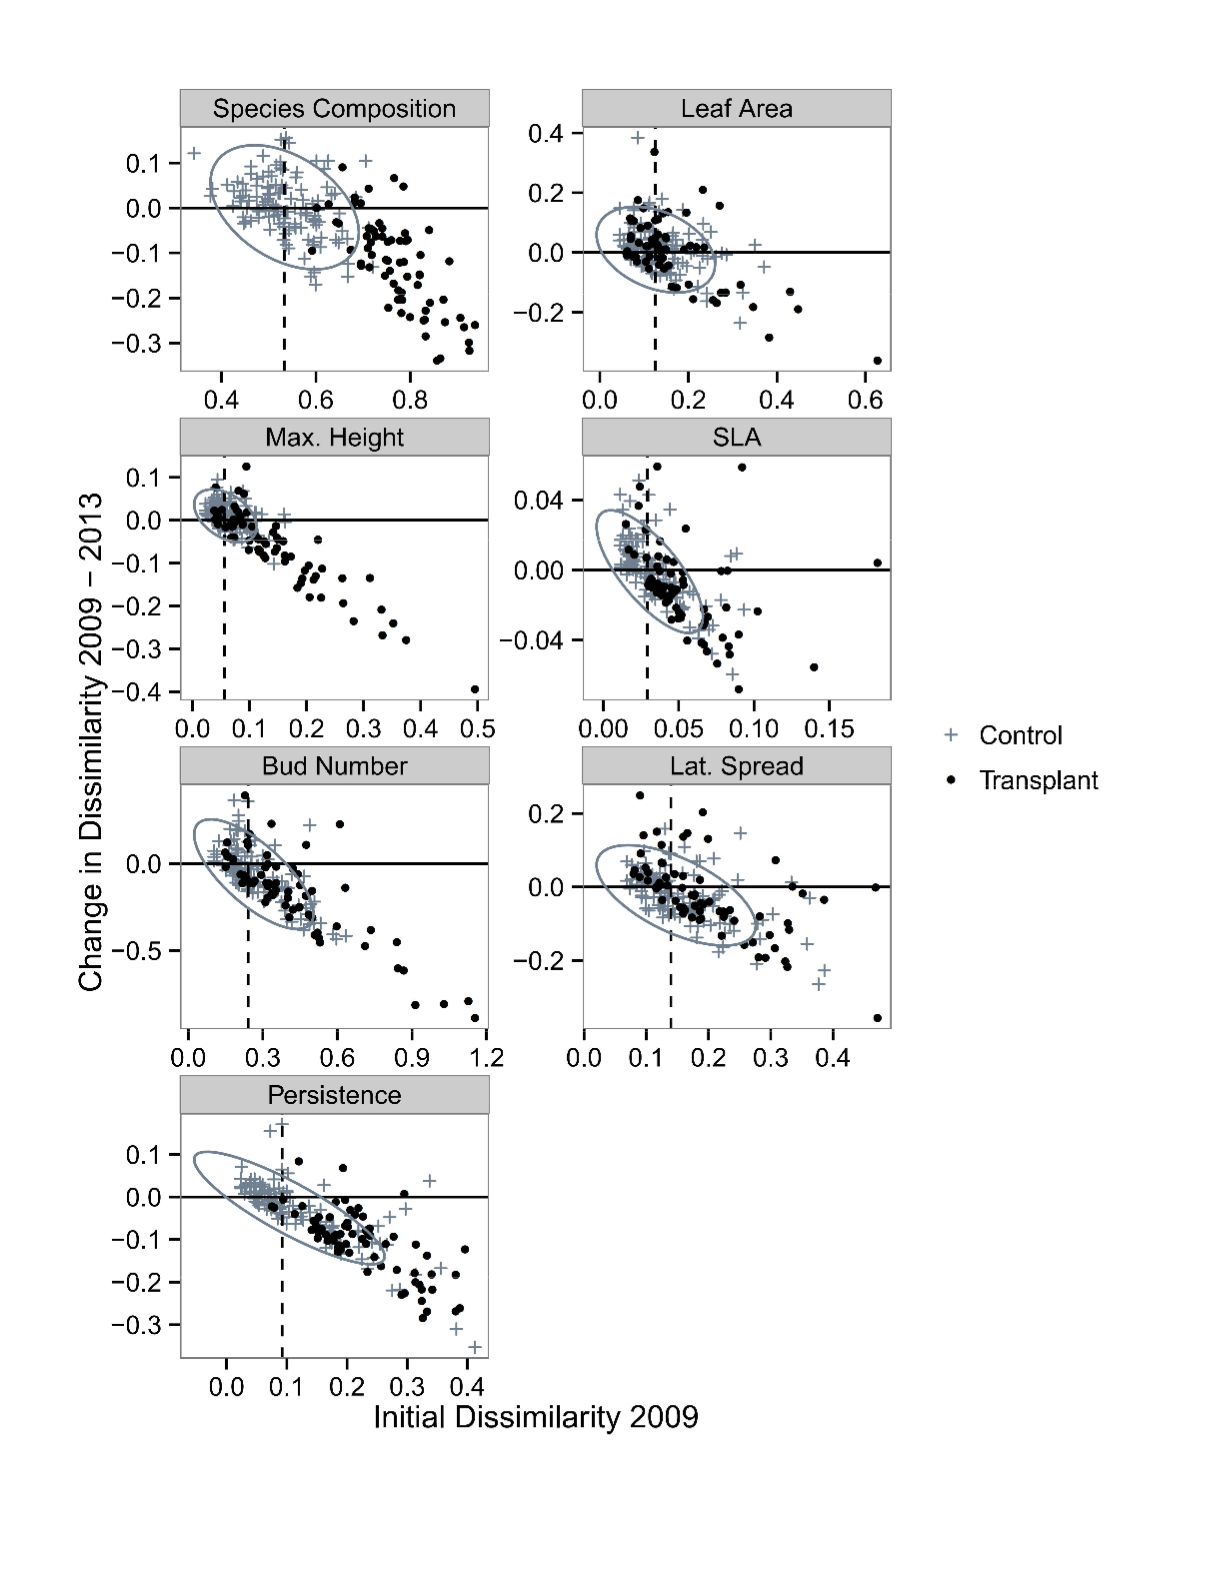 Species Composition
Leaf Area
0.1
0.0
−0.1
−0.2
−0.3
0.4 0.6 0.8
0.4
0.2
0.0
−0.2
0.0 0.2 0.4 0.6
Max. Height
SLA
0.1
0.0
−0.1
−0.2
−0.3
−0.4
0.0 0.1 0.2 0.3 0.4 0.5
0.04
0.00
−0.04
0.00 0.05 0.10 0.15
Change in Dissimilarity 2009 − 2013
Control
Transplant
Bud Number
Lat. Spread
0.0
−0.5
0.0 0.3 0.6 0.9 1.2
0.2
0.0
−0.2
0.0 0.1 0.2 0.3 0.4
Persistence
0.1
0.0
−0.1
−0.2
−0.3
0.0 0.1 0.2 0.3 0.4
Initial Dissimilarity 2009